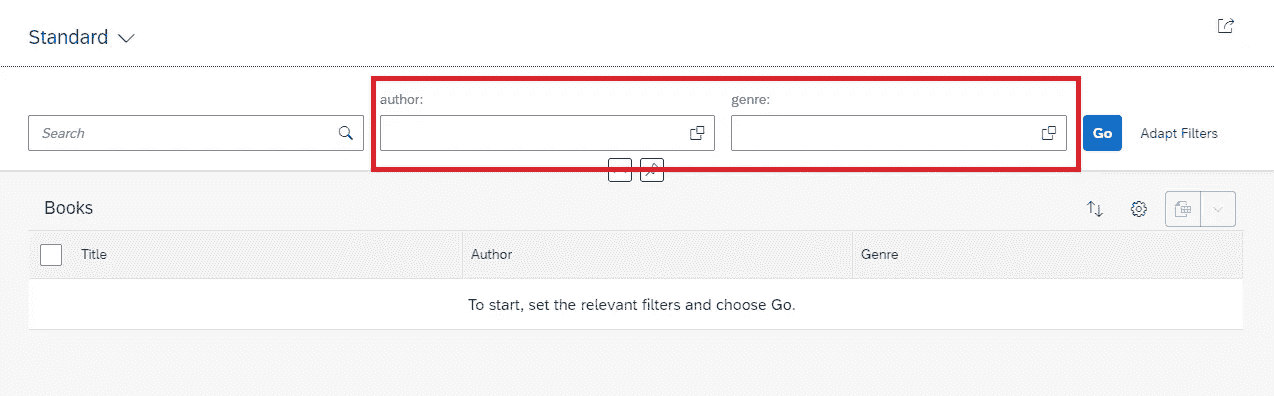 Standard
author:
genre:
Search
Go
Adapt Filters
Books
Title
Author
Genre
To start, set the relevant filters and choose Go.